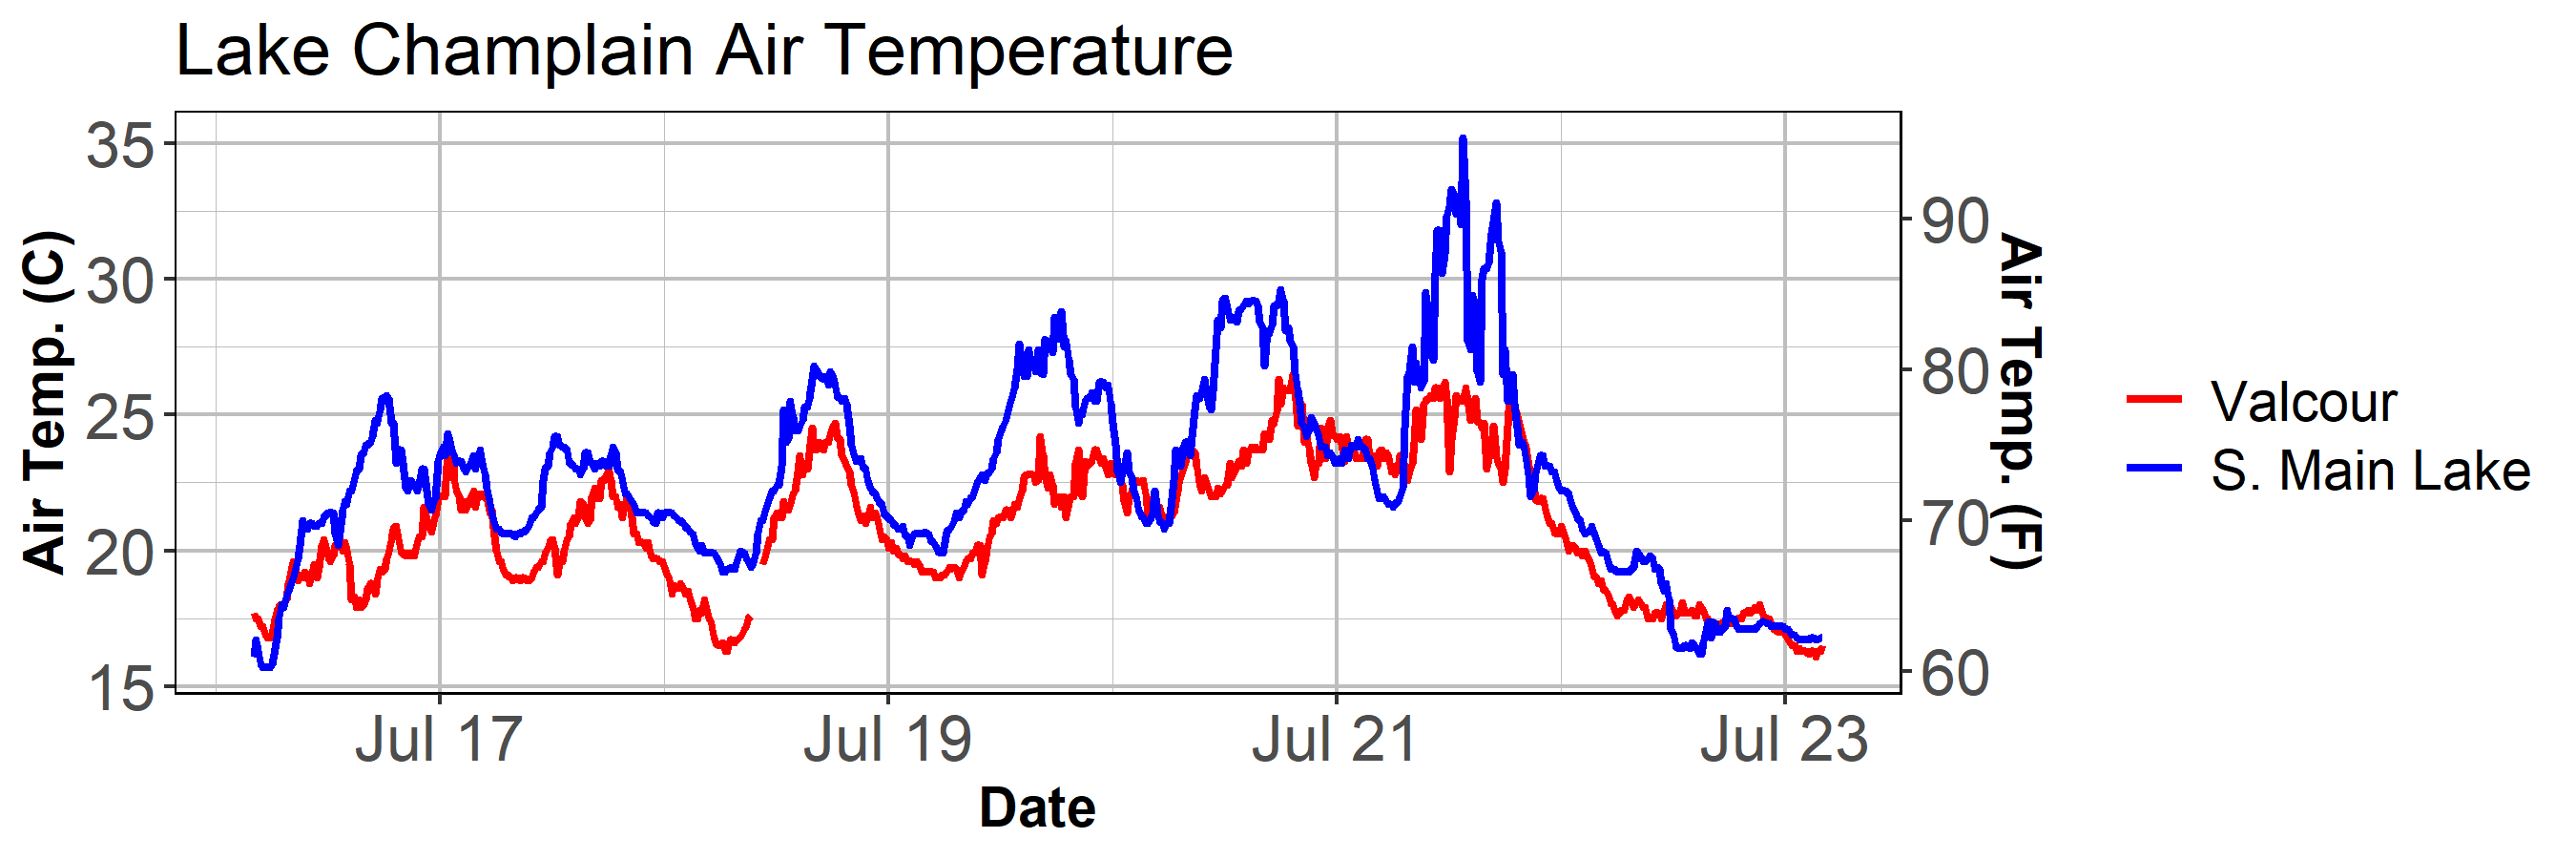 Lake Champlain Air Temperature
Air Temp. (C)
35
30
25
20
15
90
80
70
60
Air Temp. (F)
Jul 17
Jul 19
Jul 21
Jul 23
Date
Valcour
S. Main Lake